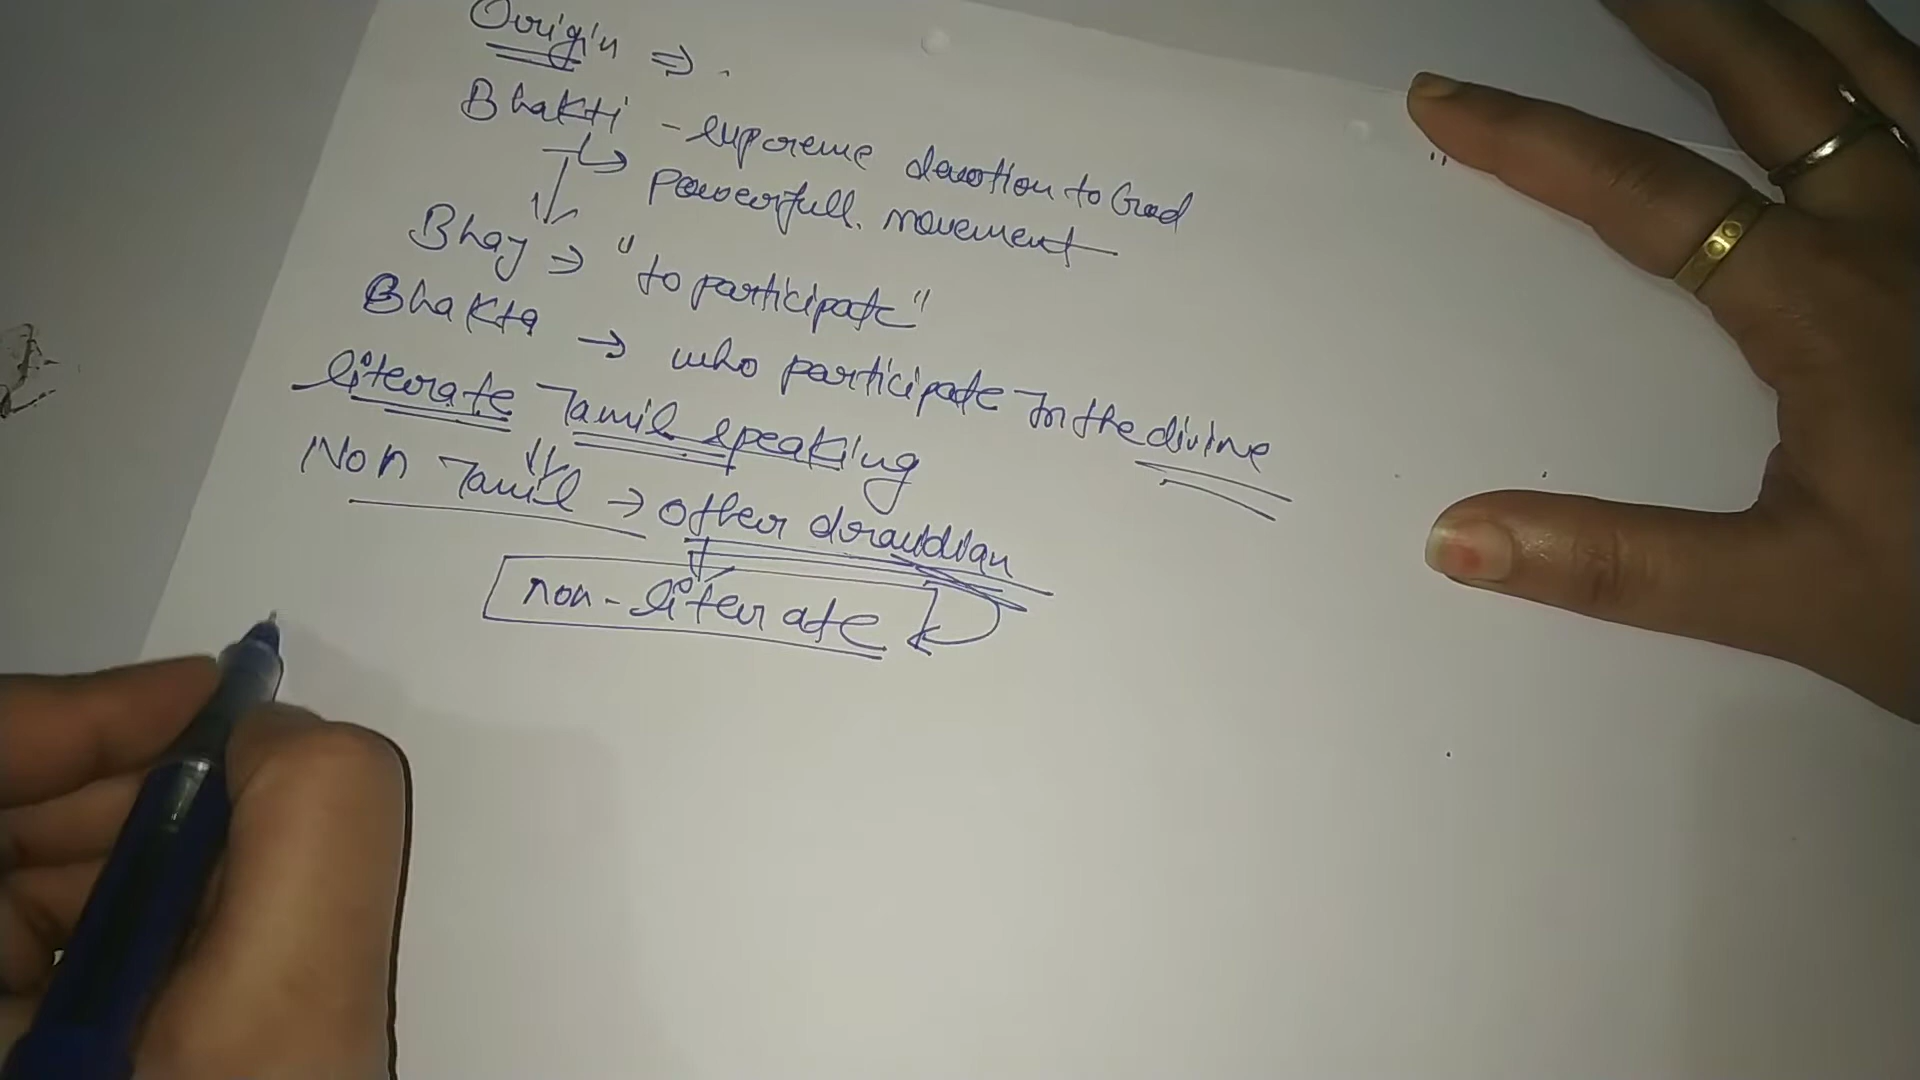 Origin ⇒ .
Bhakti - supreme devotion to God
↳ Powerfull. movement
Bhaj ⇒ "to participate"
Bhakta → who participate In the divine
literate Tamil speaking
Non Tamil → other dravidian
non-literate